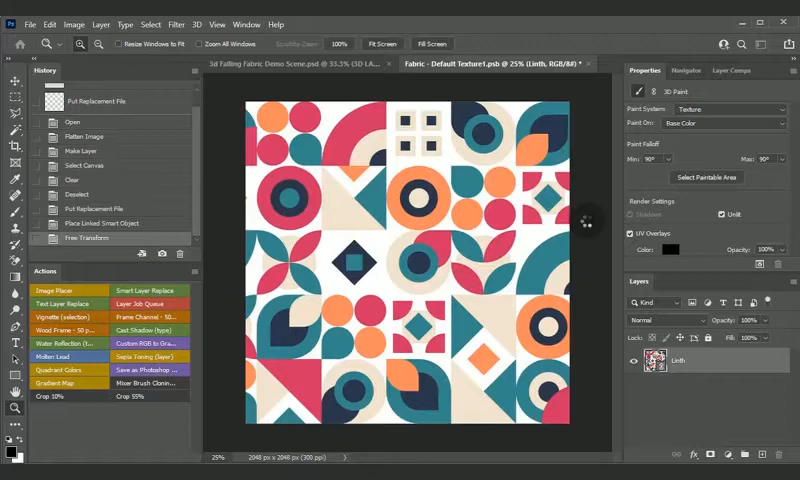 Ps File Edit Image Layer Type Select Filter 3D View Window Help
Resize Windows to Fit Zoom All Windows Scrubby Zoom 100% Fit Screen Fill Screen
3d Falling Fabric Demo Scene.psd @ 33.3% (3D LA... × Fabric - Default Texture1.psb @ 25% (Linth, RGB/8#) * ×
History
Put Replacement File
Open
Flatten Image
Make Layer
Select Canvas
Clear
Deselect
Put Replacement File
Place Linked Smart Object
Free Transform
Actions
Image Placer Smart Layer Replace
Text Layer Replace Layer Job Queue
Vignette (selection) Frame Channel - 50...
Wood Frame - 50 p... Cast Shadow (type)
Water Reflection (t... Custom RGB to Gra...
Molten Lead Sepia Toning (layer)
Quadrant Colors Save as Photoshop ...
Gradient Map Mixer Brush Clonin...
Crop 10% Crop 55%
25% 2048 px x 2048 px (300 ppi)
Properties Navigator Layer Comps
3D Paint
Paint System: Texture
Paint On: Base Color
Paint Falloff
Min: 90° Max: 90°
Select Paintable Area
Render Settings
Shadows Unlit
UV Overlays
Color: Opacity: 100%
Layers
Kind
Normal Opacity: 100%
Lock: Fill: 100%
Linth
fx